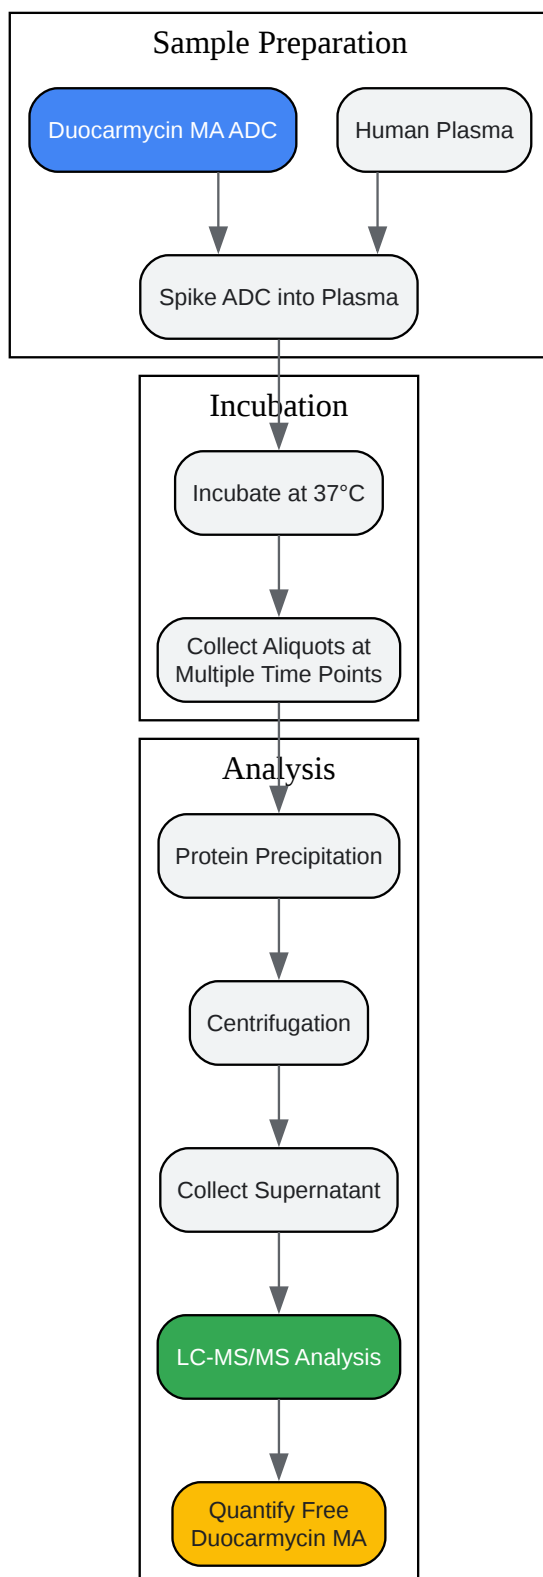 Sample Preparation
Duocarmycin MA ADC
Human Plasma
Spike ADC into Plasma
Incubation
Incubate at 37°C
Collect Aliquots at
Multiple Time Points
Analysis
Protein Precipitation
Centrifugation
Collect Supernatant
LC-MS/MS Analysis
Quantify Free
Duocarmycin MA